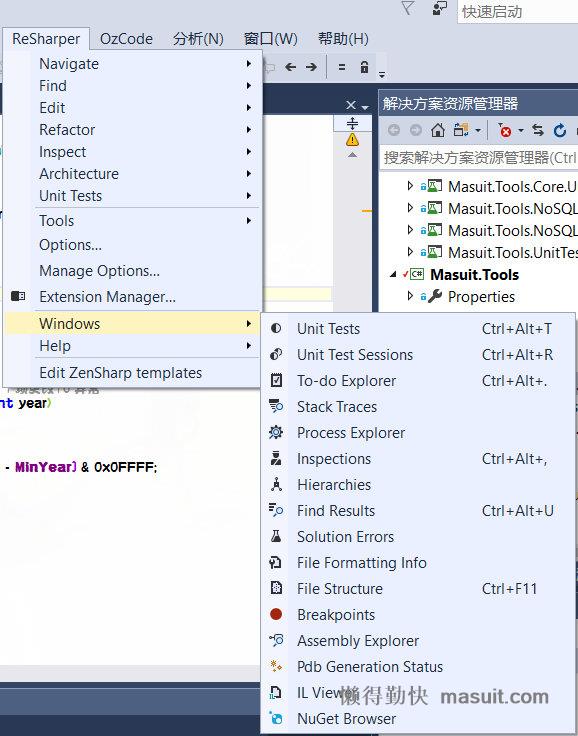 快速启动
ReSharper OzCode 分析(N) 窗口(W) 帮助(H)
Navigate
Find
Edit
Refactor
Inspect
Architecture
Unit Tests
Tools
Options...
Manage Options...
Extension Manager...
Windows
Help
Edit ZenSharp templates
解决方案资源管理器
搜索解决方案资源管理器(Ctrl
Masuit.Tools.Core.U
Masuit.Tools.NoSQL
Masuit.Tools.NoSQL
Masuit.Tools.UnitTes
Masuit.Tools
Properties
nt year)
- MinYear] & 0x0FFFF;
Unit Tests Ctrl+Alt+T
Unit Test Sessions Ctrl+Alt+R
To-do Explorer Ctrl+Alt+.
Stack Traces
Process Explorer
Inspections Ctrl+Alt+,
Hierarchies
Find Results Ctrl+Alt+U
Solution Errors
File Formatting Info
File Structure Ctrl+F11
Breakpoints
Assembly Explorer
Pdb Generation Status
IL Viewer
NuGet Browser
懒得勤快 masuit.com